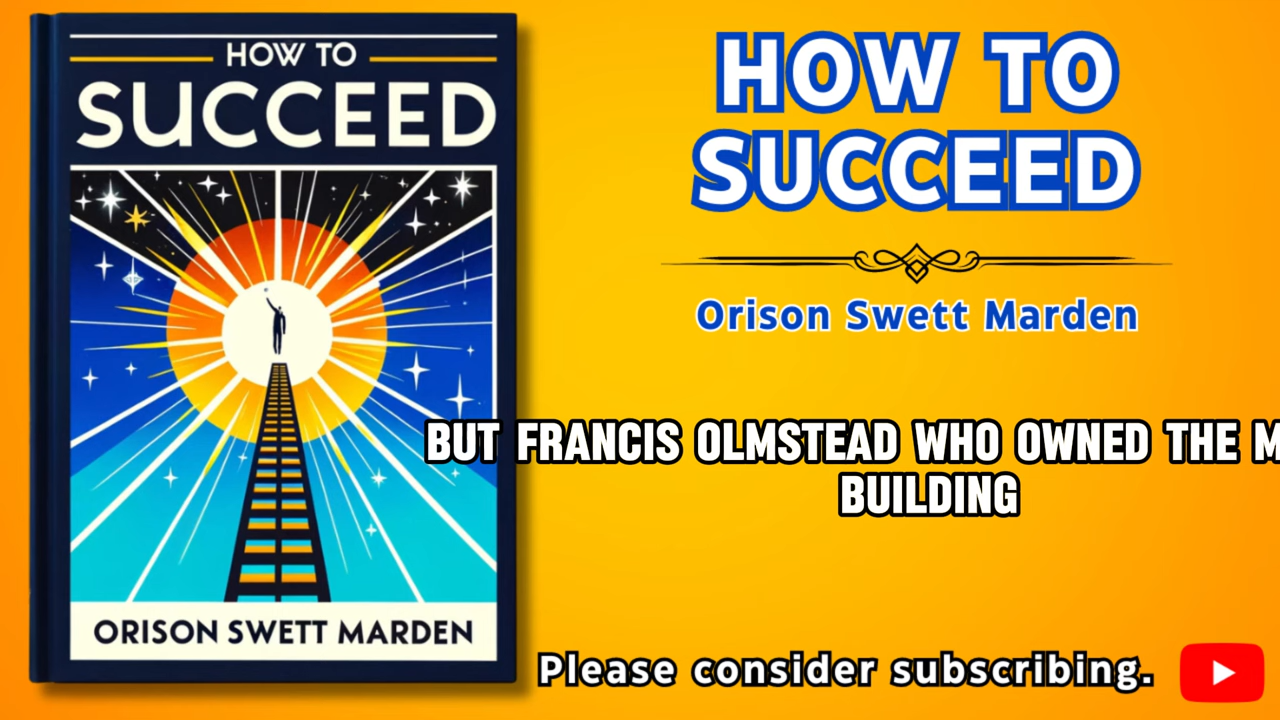 HOW TO
SUCCEED
ORISON SWETT MARDEN
HOW TO
SUCCEED
Orison Swett Marden
BUT FRANCIS OLMSTEAD WHO OWNED THE
BUILDING
Please consider subscribing.